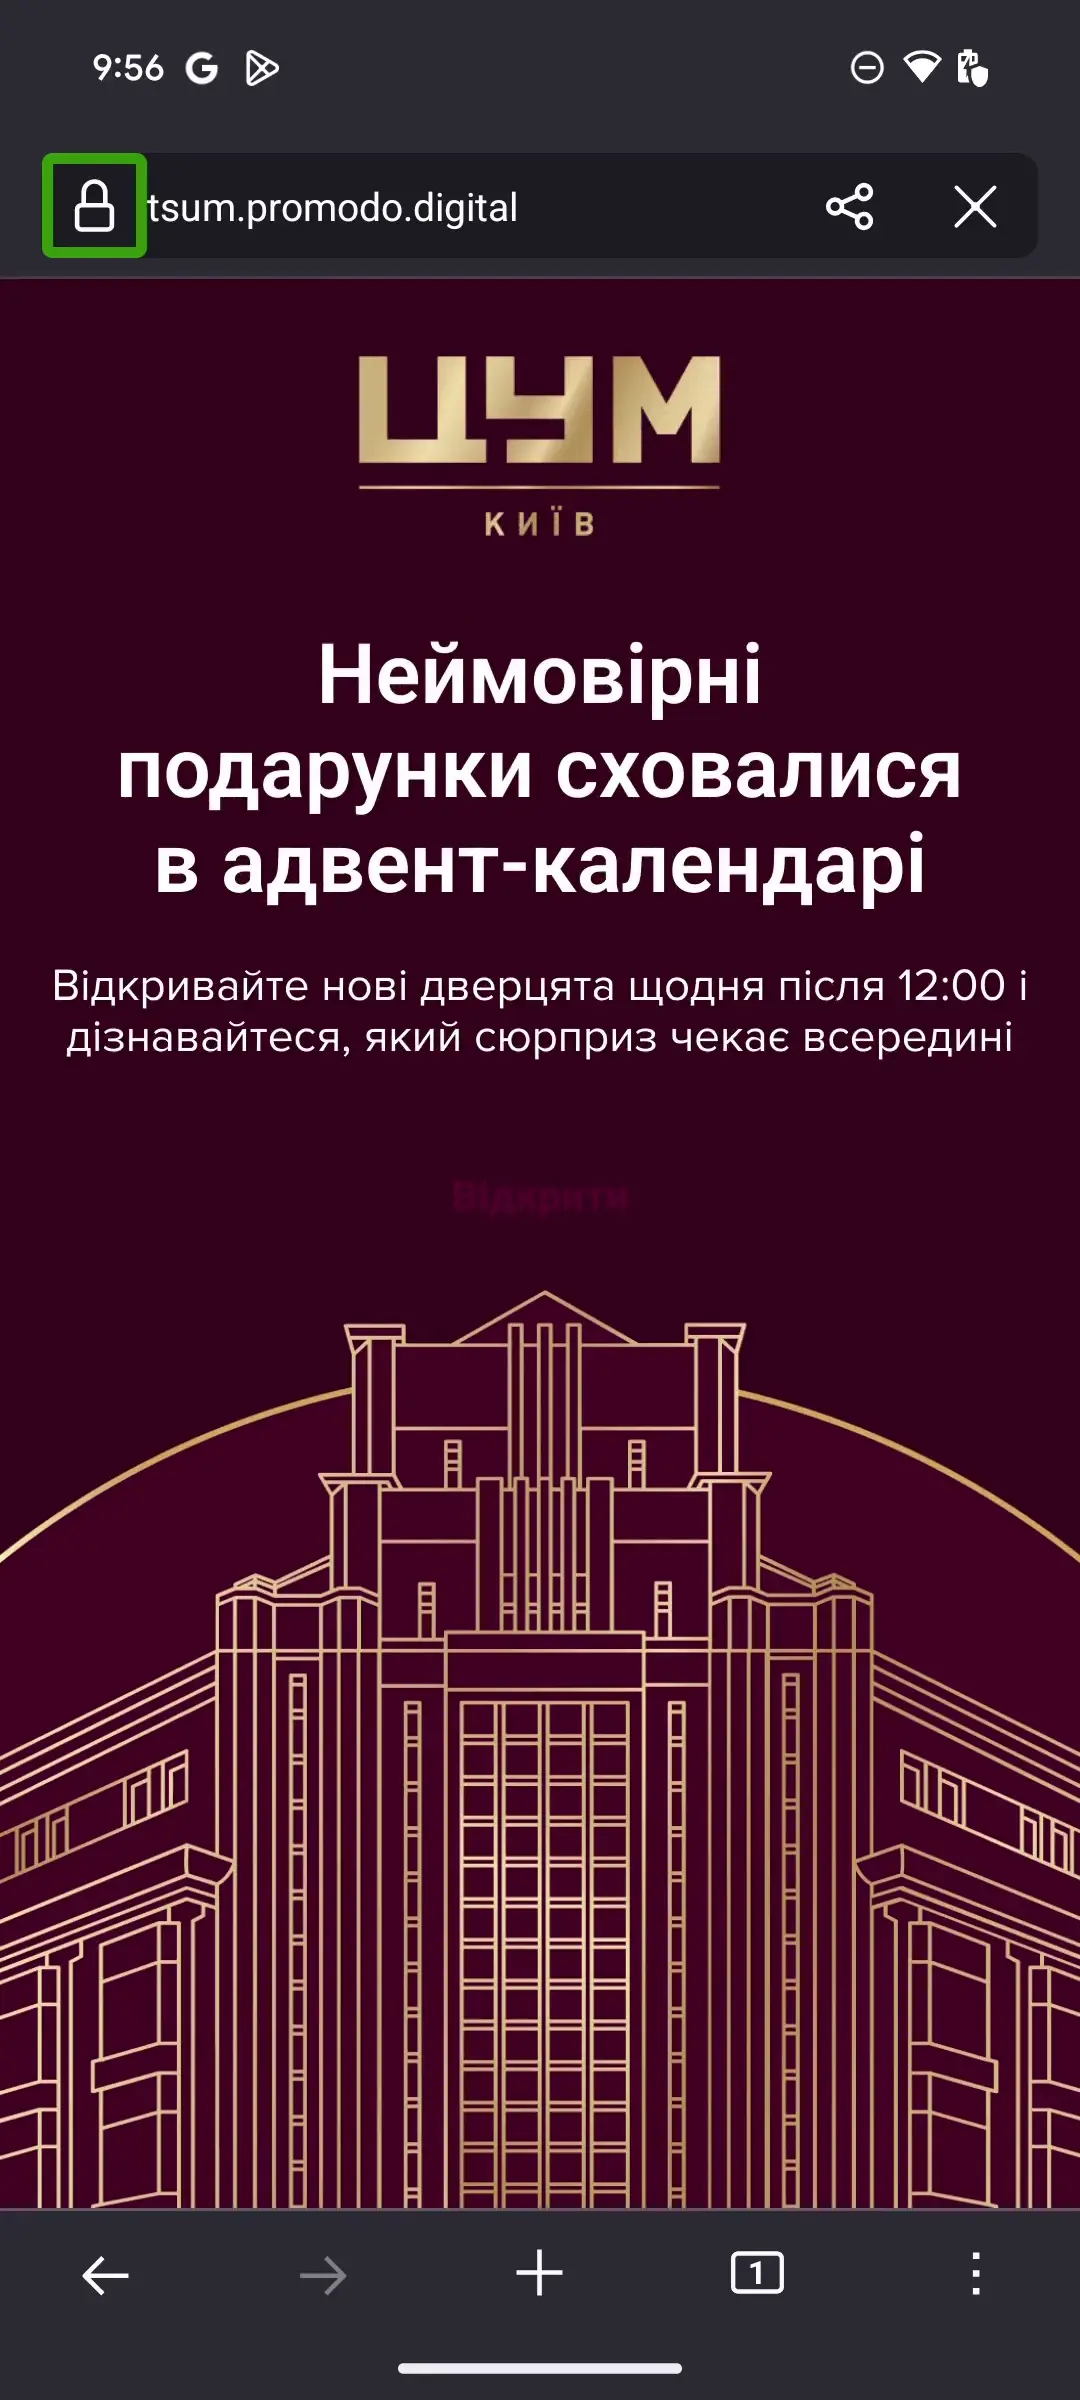 9:56
tsum.promodo.digital
ЦУМ
КИЇВ
Неймовірні
подарунки сховалися
в адвент-календарі
Відкривайте нові дверцята щодня після 12:00 і
дізнавайтеся, який сюрприз чекає всередині
Відкрити
1